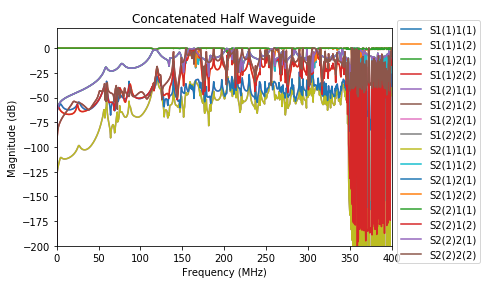 Concatenated Half Waveguide
Magnitude (dB)
0
−25
−50
−75
−100
−125
−150
−175
−200
0 50 100 150 200 250 300 350 400
Frequency (MHz)
S1(1)1(1)
S1(1)1(2)
S1(1)2(1)
S1(1)2(2)
S1(2)1(1)
S1(2)1(2)
S1(2)2(1)
S1(2)2(2)
S2(1)1(1)
S2(1)1(2)
S2(1)2(1)
S2(1)2(2)
S2(2)1(1)
S2(2)1(2)
S2(2)2(1)
S2(2)2(2)